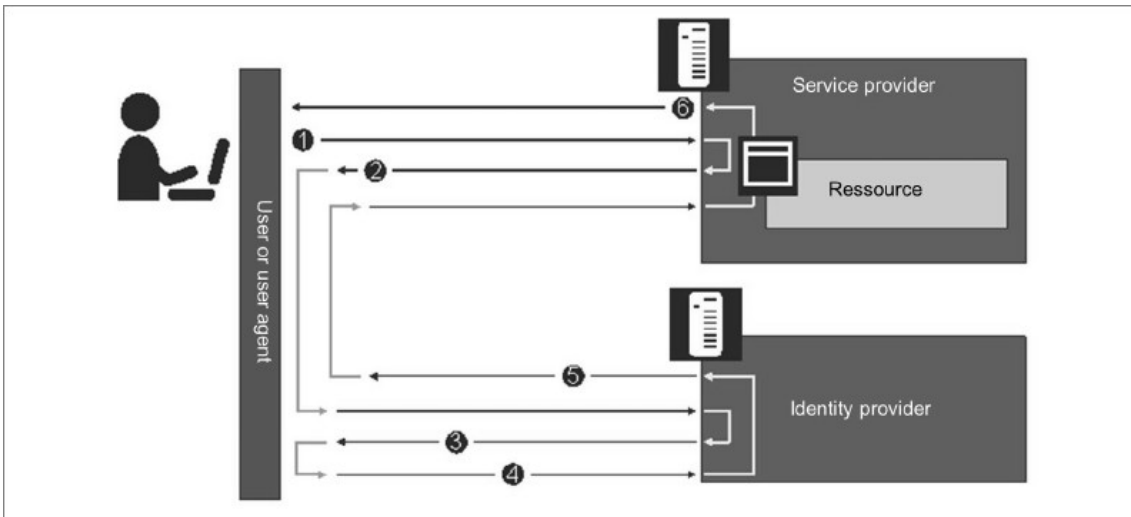 Service provider
6
1
2
Ressource
User or user agent
5
Identity provider
3
4